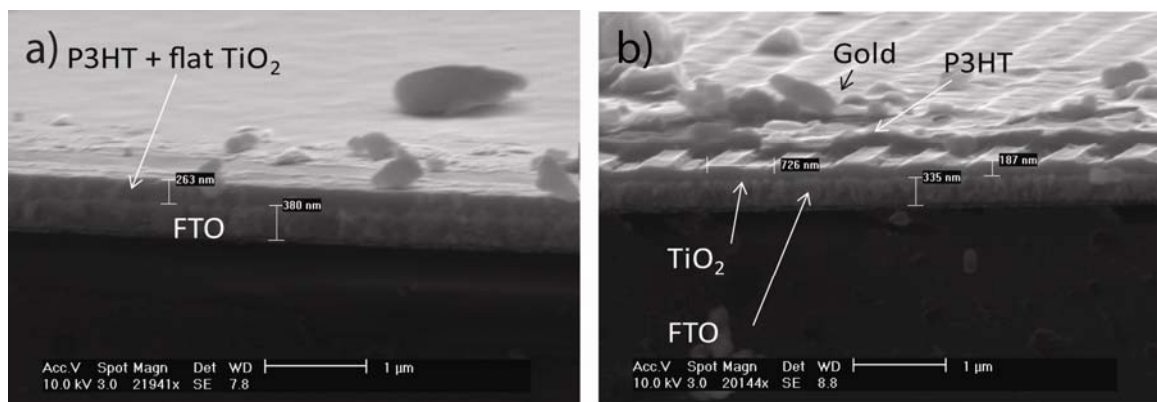 a)
P3HT + flat TiO₂
263 nm
380 nm
FTO
Acc.V Spot Magn Det WD
10.0 kV 3.0 21941x SE 7.8
1 μm
b)
Gold
P3HT
726 nm
187 nm
335 nm
TiO₂
FTO
Acc.V Spot Magn Det WD
10.0 kV 3.0 20144x SE 8.8
1 μm